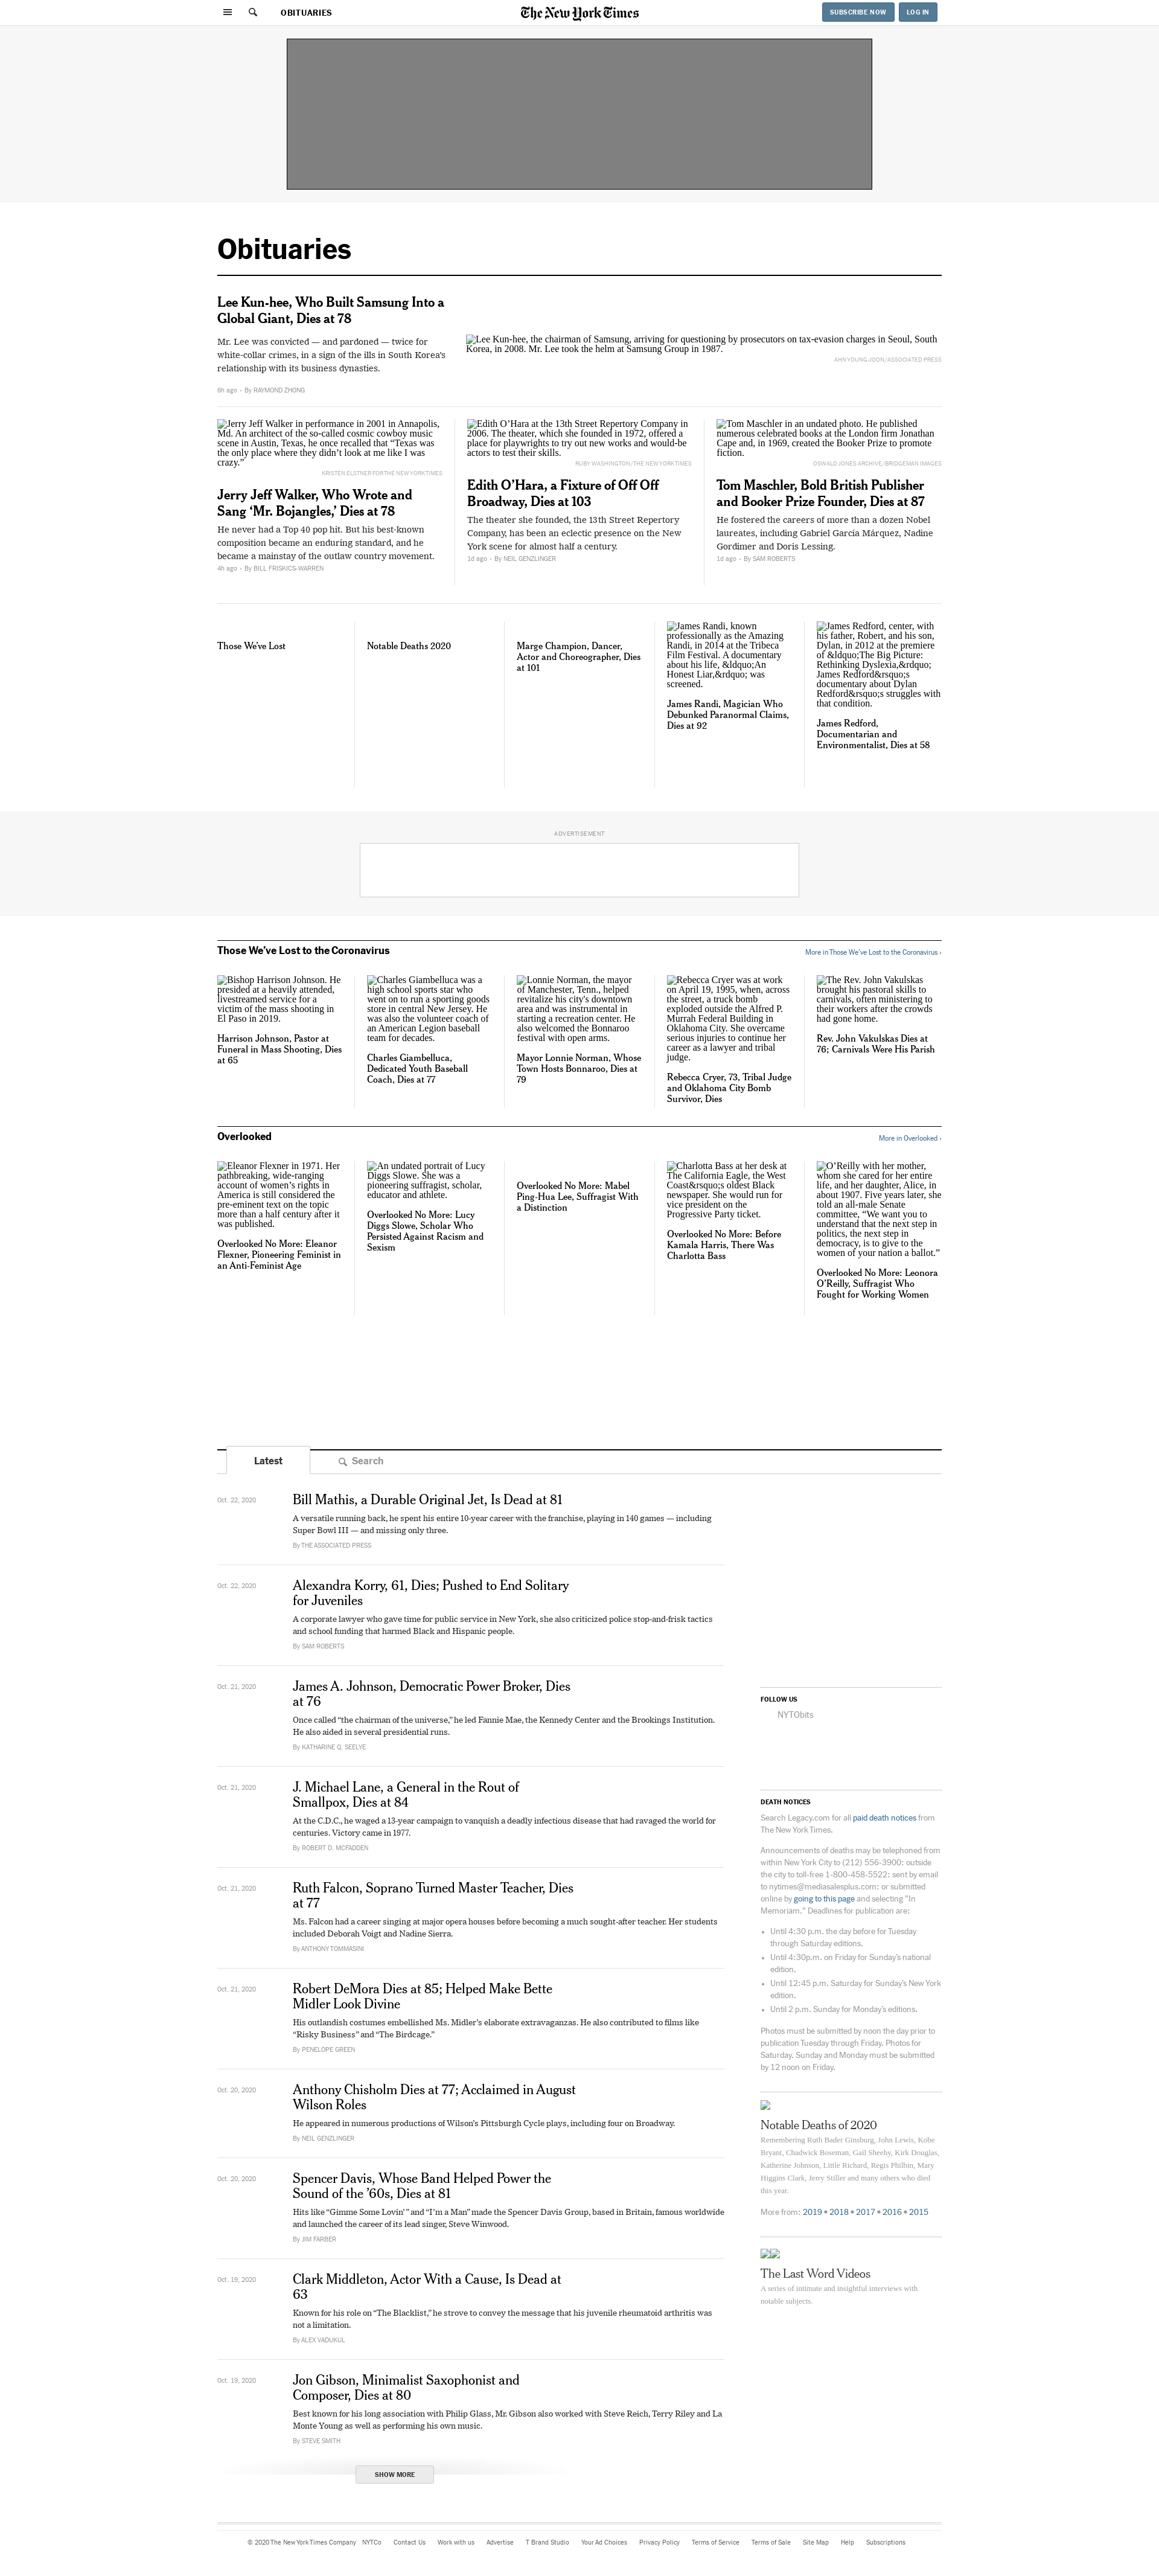 OBITUARIES
The New York Times
SUBSCRIBE NOW
LOG IN
Obituaries
Lee Kun-hee, Who Built Samsung Into a
Global Giant, Dies at 78
Mr. Lee was convicted — and pardoned — twice for
white-collar crimes, in a sign of the ills in South Korea's
relationship with its business dynasties.
6h ago - By RAYMOND ZHONG
Lee Kun-hee, the chairman of Samsung, arriving for questioning by prosecutors on tax-evasion charges in Seoul, South
Korea, in 2008. Mr. Lee took the helm at Samsung Group in 1987.
AHN YOUNG-JOON/ASSOCIATED PRESS
Jerry Jeff Walker in performance in 2001 in Annapolis,
Md. An architect of the so-called cosmic cowboy music
scene in Austin, Texas, he once recalled that “Texas was
the only place where they didn’t look at me like I was
crazy.”
KRISTEN ELSTNER FOR THE NEW YORK TIMES
Jerry Jeff Walker, Who Wrote and
Sang ‘Mr. Bojangles,’ Dies at 78
He never had a Top 40 pop hit. But his best-known
composition became an enduring standard, and he
became a mainstay of the outlaw country movement.
4h ago - By BILL FRISKICS-WARREN
Edith O’Hara at the 13th Street Repertory Company in
2006. The theater, which she founded in 1972, offered a
place for playwrights to try out new works and would-be
actors to test their skills.
RUBY WASHINGTON/THE NEW YORK TIMES
Edith O’Hara, a Fixture of Off Off
Broadway, Dies at 103
The theater she founded, the 13th Street Repertory
Company, has been an eclectic presence on the New
York scene for almost half a century.
1d ago - By NEIL GENZLINGER
Tom Maschler in an undated photo. He published
numerous celebrated books at the London firm Jonathan
Cape and, in 1969, created the Booker Prize to promote
fiction.
OSWALD JONES ARCHIVE/BRIDGEMAN IMAGES
Tom Maschler, Bold British Publisher
and Booker Prize Founder, Dies at 87
He fostered the careers of more than a dozen Nobel
laureates, including Gabriel García Márquez, Nadine
Gordimer and Doris Lessing.
1d ago - By SAM ROBERTS
Those We’ve Lost
Notable Deaths 2020
Marge Champion, Dancer,
Actor and Choreographer, Dies
at 101
James Randi, known
professionally as the Amazing
Randi, in 2014 at the Tribeca
Film Festival. A documentary
about his life, &ldquo;An
Honest Liar,&rdquo; was
screened.
James Randi, Magician Who
Debunked Paranormal Claims,
Dies at 92
James Redford, center, with
his father, Robert, and his son,
Dylan, in 2012 at the premiere
of &ldquo;The Big Picture:
Rethinking Dyslexia,&rdquo;
James Redford&rsquo;s
documentary about Dylan
Redford&rsquo;s struggles with
that condition.
James Redford,
Documentarian and
Environmentalist, Dies at 58
ADVERTISEMENT
Those We’ve Lost to the Coronavirus
More in Those We’ve Lost to the Coronavirus ›
Bishop Harrison Johnson. He
presided at a heavily attended,
livestreamed service for a
victim of the mass shooting in
El Paso in 2019.
Harrison Johnson, Pastor at
Funeral in Mass Shooting, Dies
at 65
Charles Giambelluca was a
high school sports star who
went on to run a sporting goods
store in central New Jersey. He
was also the volunteer coach of
an American Legion baseball
team for decades.
Charles Giambelluca,
Dedicated Youth Baseball
Coach, Dies at 77
Lonnie Norman, the mayor
of Manchester, Tenn., helped
revitalize his city's downtown
area and was instrumental in
starting a recreation center. He
also welcomed the Bonnaroo
festival with open arms.
Mayor Lonnie Norman, Whose
Town Hosts Bonnaroo, Dies at
79
Rebecca Cryer was at work
on April 19, 1995, when, across
the street, a truck bomb
exploded outside the Alfred P.
Murrah Federal Building in
Oklahoma City. She overcame
serious injuries to continue her
career as a lawyer and tribal
judge.
Rebecca Cryer, 73, Tribal Judge
and Oklahoma City Bomb
Survivor, Dies
The Rev. John Vakulskas
brought his pastoral skills to
carnivals, often ministering to
their workers after the crowds
had gone home.
Rev. John Vakulskas Dies at
76; Carnivals Were His Parish
Overlooked
More in Overlooked ›
Eleanor Flexner in 1971. Her
pathbreaking, wide-ranging
account of women’s rights in
America is still considered the
pre-eminent text on the topic
more than a half century after it
was published.
Overlooked No More: Eleanor
Flexner, Pioneering Feminist in
an Anti-Feminist Age
An undated portrait of Lucy
Diggs Slowe. She was a
pioneering suffragist, scholar,
educator and athlete.
Overlooked No More: Lucy
Diggs Slowe, Scholar Who
Persisted Against Racism and
Sexism
Overlooked No More: Mabel
Ping-Hua Lee, Suffragist With
a Distinction
Charlotta Bass at her desk at
The California Eagle, the West
Coast&rsquo;s oldest Black
newspaper. She would run for
vice president on the
Progressive Party ticket.
Overlooked No More: Before
Kamala Harris, There Was
Charlotta Bass
O’Reilly with her mother,
whom she cared for her entire
life, and her daughter, Alice, in
about 1907. Five years later, she
told an all-male Senate
committee, “We want you to
understand that the next step in
politics, the next step in
democracy, is to give to the
women of your nation a ballot.”
Overlooked No More: Leonora
O’Reilly, Suffragist Who
Fought for Working Women
Latest
Search
Oct. 22, 2020
Bill Mathis, a Durable Original Jet, Is Dead at 81
A versatile running back, he spent his entire 10-year career with the franchise, playing in 140 games — including
Super Bowl III — and missing only three.
By THE ASSOCIATED PRESS
Oct. 22, 2020
Alexandra Korry, 61, Dies; Pushed to End Solitary
for Juveniles
A corporate lawyer who gave time for public service in New York, she also criticized police stop-and-frisk tactics
and school funding that harmed Black and Hispanic people.
By SAM ROBERTS
Oct. 21, 2020
James A. Johnson, Democratic Power Broker, Dies
at 76
Once called “the chairman of the universe,” he led Fannie Mae, the Kennedy Center and the Brookings Institution.
He also aided in several presidential runs.
By KATHARINE Q. SEELYE
Oct. 21, 2020
J. Michael Lane, a General in the Rout of
Smallpox, Dies at 84
At the C.D.C., he waged a 13-year campaign to vanquish a deadly infectious disease that had ravaged the world for
centuries. Victory came in 1977.
By ROBERT D. MCFADDEN
Oct. 21, 2020
Ruth Falcon, Soprano Turned Master Teacher, Dies
at 77
Ms. Falcon had a career singing at major opera houses before becoming a much sought-after teacher. Her students
included Deborah Voigt and Nadine Sierra.
By ANTHONY TOMMASINI
Oct. 21, 2020
Robert DeMora Dies at 85; Helped Make Bette
Midler Look Divine
His outlandish costumes embellished Ms. Midler’s elaborate extravaganzas. He also contributed to films like
“Risky Business” and “The Birdcage.”
By PENELOPE GREEN
Oct. 20, 2020
Anthony Chisholm Dies at 77; Acclaimed in August
Wilson Roles
He appeared in numerous productions of Wilson’s Pittsburgh Cycle plays, including four on Broadway.
By NEIL GENZLINGER
Oct. 20, 2020
Spencer Davis, Whose Band Helped Power the
Sound of the ’60s, Dies at 81
Hits like “Gimme Some Lovin’ ” and “I’m a Man” made the Spencer Davis Group, based in Britain, famous worldwide
and launched the career of its lead singer, Steve Winwood.
By JIM FARBER
Oct. 19, 2020
Clark Middleton, Actor With a Cause, Is Dead at
63
Known for his role on “The Blacklist,” he strove to convey the message that his juvenile rheumatoid arthritis was
not a limitation.
By ALEX VADUKUL
Oct. 19, 2020
Jon Gibson, Minimalist Saxophonist and
Composer, Dies at 80
Best known for his long association with Philip Glass, Mr. Gibson also worked with Steve Reich, Terry Riley and La
Monte Young as well as performing his own music.
By STEVE SMITH
SHOW MORE
FOLLOW US
NYTObits
DEATH NOTICES
Search Legacy.com for all paid death notices from
The New York Times.
Announcements of deaths may be telephoned from
within New York City to (212) 556-3900; outside
the city to toll-free 1-800-458-5522; sent by email
to nytimes@mediasalesplus.com; or submitted
online by going to this page and selecting "In
Memoriam." Deadlines for publication are:
• Until 4:30 p.m. the day before for Tuesday
through Saturday editions.
• Until 4:30p.m. on Friday for Sunday’s national
edition.
• Until 12:45 p.m. Saturday for Sunday’s New York
edition.
• Until 2 p.m. Sunday for Monday’s editions.
Photos must be submitted by noon the day prior to
publication Tuesday through Friday. Photos for
Saturday, Sunday and Monday must be submitted
by 12 noon on Friday.
Notable Deaths of 2020
Remembering Ruth Bader Ginsburg, John Lewis, Kobe
Bryant, Chadwick Boseman, Gail Sheehy, Kirk Douglas,
Katherine Johnson, Little Richard, Regis Philbin, Mary
Higgins Clark, Jerry Stiller and many others who died
this year.
More from: 2019 • 2018 • 2017 • 2016 • 2015
The Last Word Videos
A series of intimate and insightful interviews with
notable subjects.
© 2020 The New York Times Company NYTCo Contact Us Work with us Advertise T Brand Studio Your Ad Choices Privacy Policy Terms of Service Terms of Sale Site Map Help Subscriptions